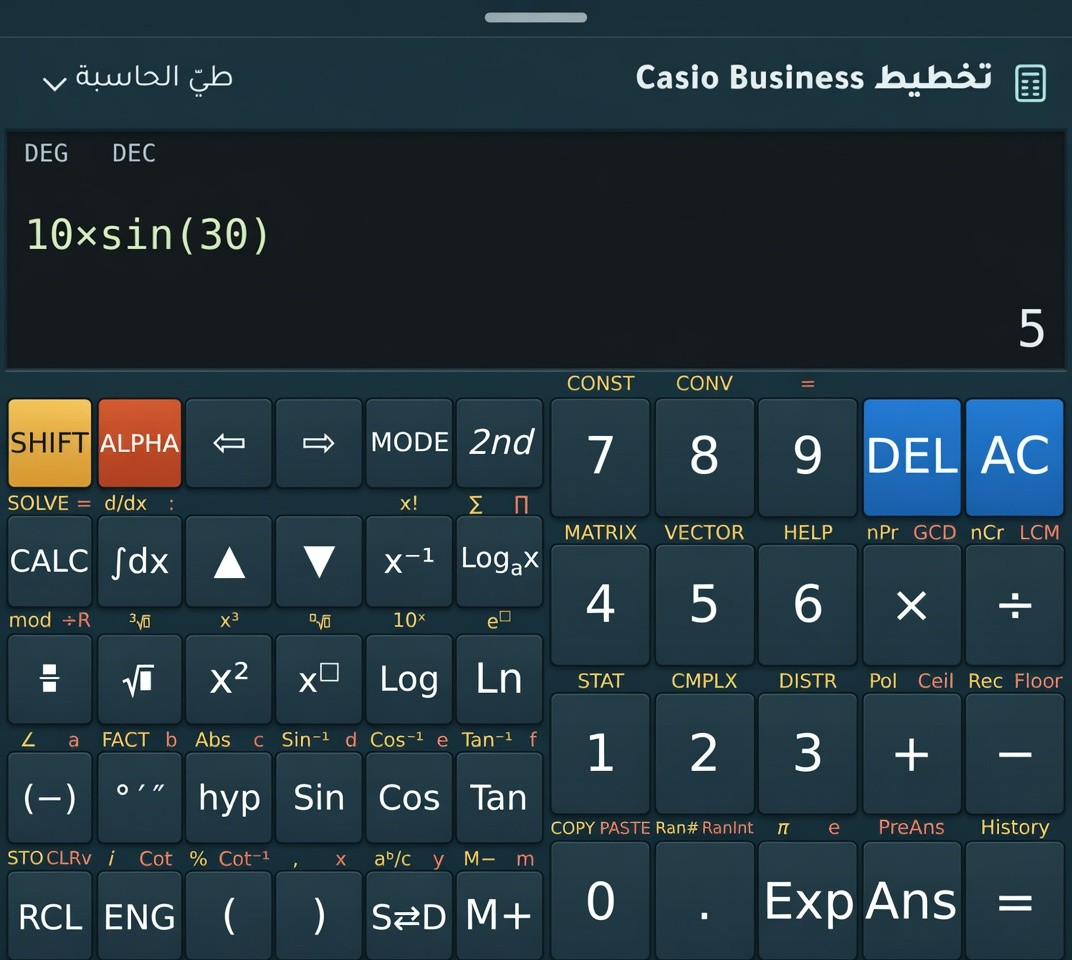 تخطيط Casio Business
طيّ الحاسبة
DEG DEC
10×sin(30)
5
CONST CONV =
SHIFT ALPHA ⇦ ⇨ MODE 2nd 7 8 9 DEL AC
SOLVE = d/dx : x! ∑ ∏
MATRIX VECTOR HELP nPr GCD nCr LCM
CALC ∫dx ▲ ▼ x⁻¹ Logₐx 4 5 6 × ÷
mod ÷R ³√▯ x³ ▯√▯ 10ˣ e□
√▯ x² x□ Log Ln
STAT CMPLX DISTR Pol Ceil Rec Floor
1 2 3 + −
∠ a FACT b Abs c Sin⁻¹ d Cos⁻¹ e Tan⁻¹ f
(−) °′″ hyp Sin Cos Tan
COPY PASTE Ran# RanInt π e PreAns History
STO CLRv i Cot % Cot⁻¹ , x aᵇ/c y M− m
RCL ENG ( ) S⇄D M+ 0 . Exp Ans =